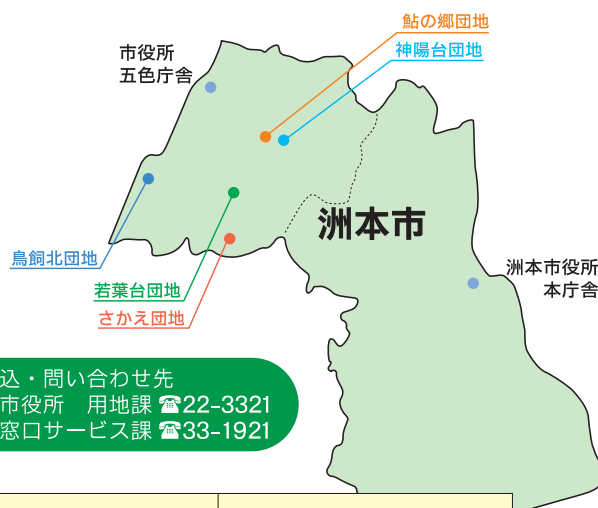 鮎の郷団地
神陽台団地
市役所
五色庁舎
洲本市
鳥飼北団地
若葉台団地
さかえ団地
洲本市役所
本庁舎
込・問い合わせ先
市役所　用地課 ☎22-3321
窓口サービス課 ☎33-1921